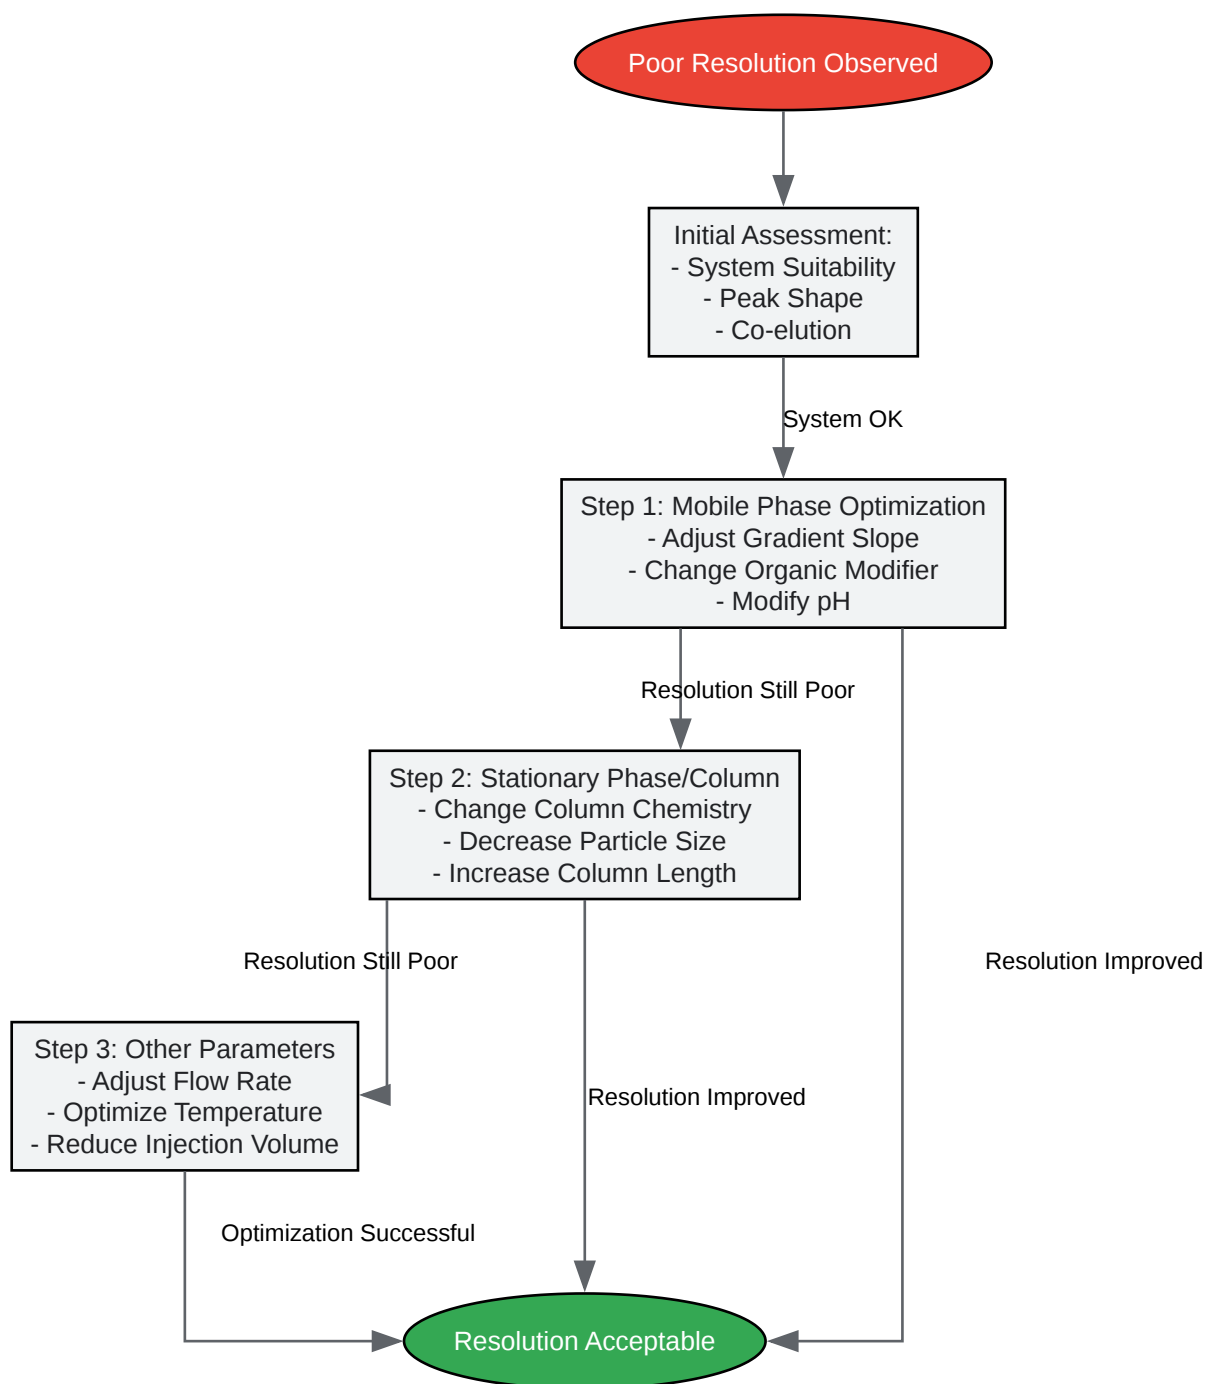 Poor Resolution Observed
Initial Assessment:
- System Suitability
- Peak Shape
- Co-elution
System OK
Step 1: Mobile Phase Optimization
- Adjust Gradient Slope
- Change Organic Modifier
- Modify pH
Resolution Still Poor
Step 2: Stationary Phase/Column
- Change Column Chemistry
- Decrease Particle Size
- Increase Column Length
Resolution Still Poor
Resolution Improved
Step 3: Other Parameters
- Adjust Flow Rate
- Optimize Temperature
- Reduce Injection Volume
Resolution Improved
Optimization Successful
Resolution Acceptable